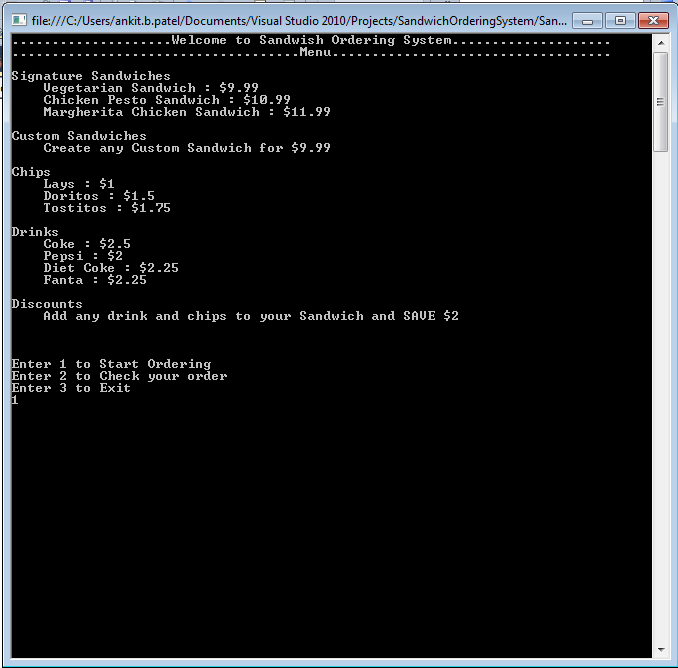 file:///C:/Users/ankit.b.patel/Documents/Visual Studio 2010/Projects/SandwichOrderingSystem/San...
....................Welcome to Sandwish Ordering System....................
....................................Menu...................................
Signature Sandwiches
Vegetarian Sandwich : $9.99
Chicken Pesto Sandwich : $10.99
Margherita Chicken Sandwich : $11.99
Custom Sandwiches
Create any Custom Sandwich for $9.99
Chips
Lays : $1
Doritos : $1.5
Tostitos : $1.75
Drinks
Coke : $2.5
Pepsi : $2
Diet Coke : $2.25
Fanta : $2.25
Discounts
Add any drink and chips to your Sandwich and SAVE $2
Enter 1 to Start Ordering
Enter 2 to Check your order
Enter 3 to Exit
1